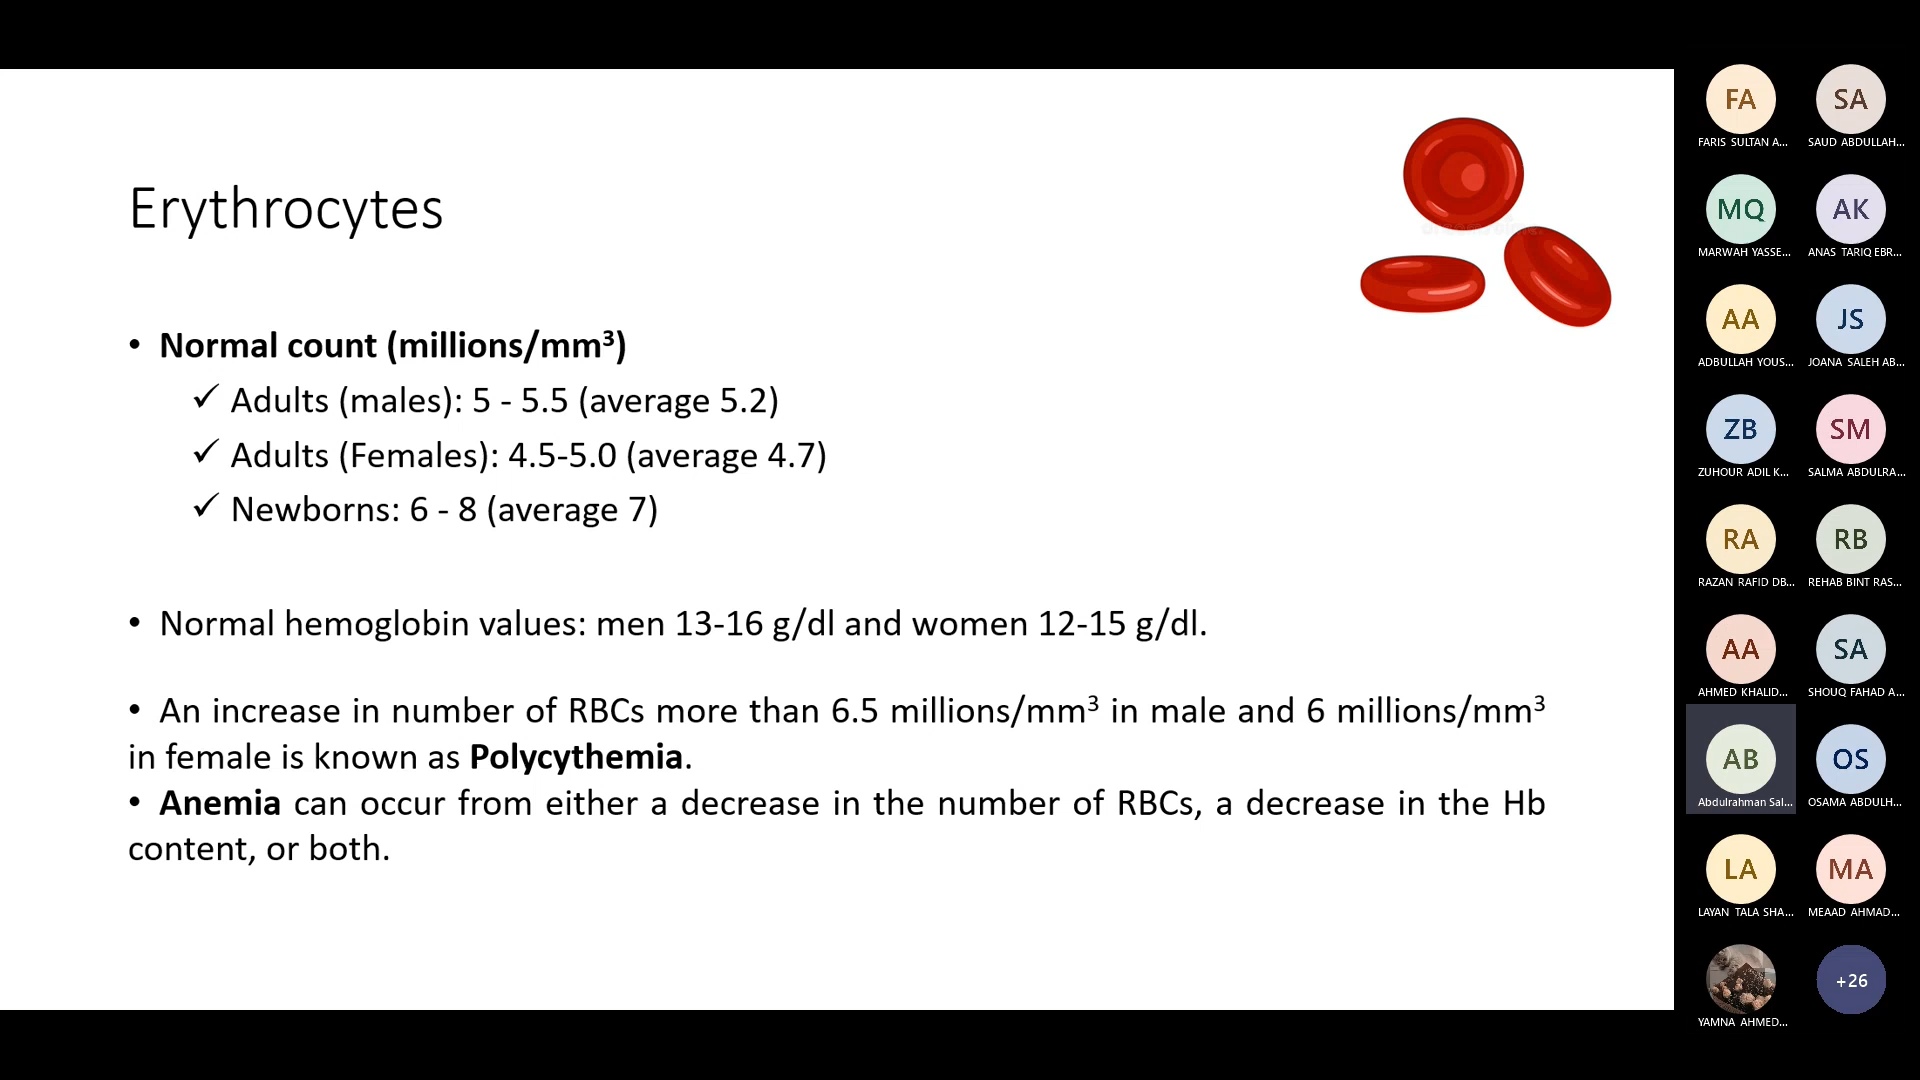 Erythrocytes
• Normal count (millions/mm³)
✓ Adults (males): 5 - 5.5 (average 5.2)
✓ Adults (Females): 4.5-5.0 (average 4.7)
✓ Newborns: 6 - 8 (average 7)
• Normal hemoglobin values: men 13-16 g/dl and women 12-15 g/dl.
• An increase in number of RBCs more than 6.5 millions/mm³ in male and 6 millions/mm³
in female is known as Polycythemia.
• Anemia can occur from either a decrease in the number of RBCs, a decrease in the Hb
content, or both.
FA
FARIS SULTAN A...
SA
SAUD ABDULLAH...
MQ
MARWAH YASSE...
AK
ANAS TARIQ EBR...
AA
ADBULLAH YOUS...
JS
JOANA SALEH AB...
ZB
ZUHOUR ADIL K...
SM
SALMA ABDULRA...
RA
RAZAN RAFID DB...
RB
REHAB BINT RAS...
AA
AHMED KHALID...
SA
SHOUQ FAHAD A...
AB
Abdulrahman Sal...
OS
OSAMA ABDULH...
LA
LAYAN TALA SHA...
MA
MEAAD AHMAD...
YAMNA AHMED...
+26